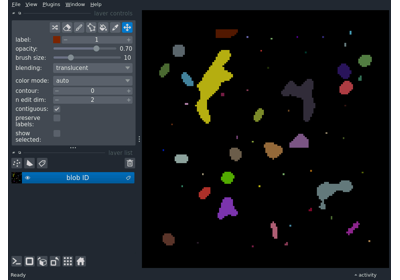 File View Plugins Window Help
layer controls
label: 1
opacity: 0.70
brush size: 10
blending: translucent
color mode: auto
contour: 0
n edit dim: 2
contiguous: ✓
preserve
labels:
show
selected:
layer list
blob ID
Ready
activity